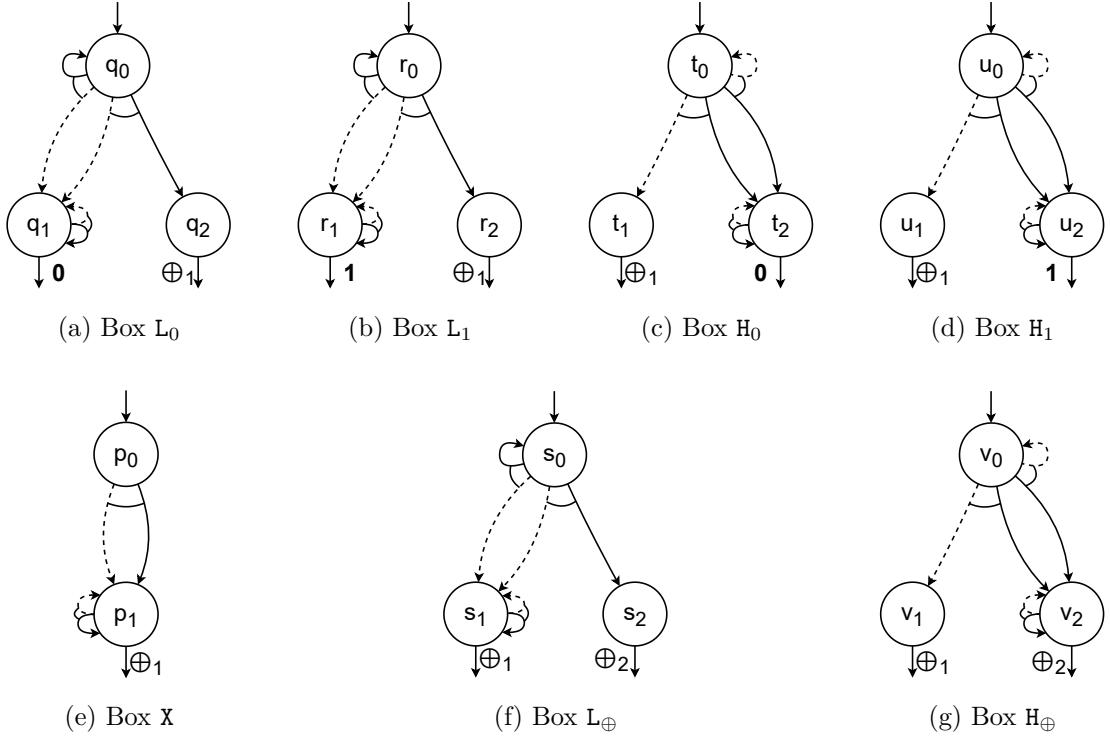 q0 r0 t0 u0
q1 q2 r1 r2 t1 t2 u1 u2
0 ⊕1 1 ⊕1 ⊕1 0 ⊕1 1
(a) Box L0 (b) Box L1 (c) Box H0 (d) Box H1
p0 s0 v0
p1 s1 s2 v1 v2
⊕1 ⊕1 ⊕2 ⊕1 ⊕2
(e) Box X (f) Box L⊕ (g) Box H⊕